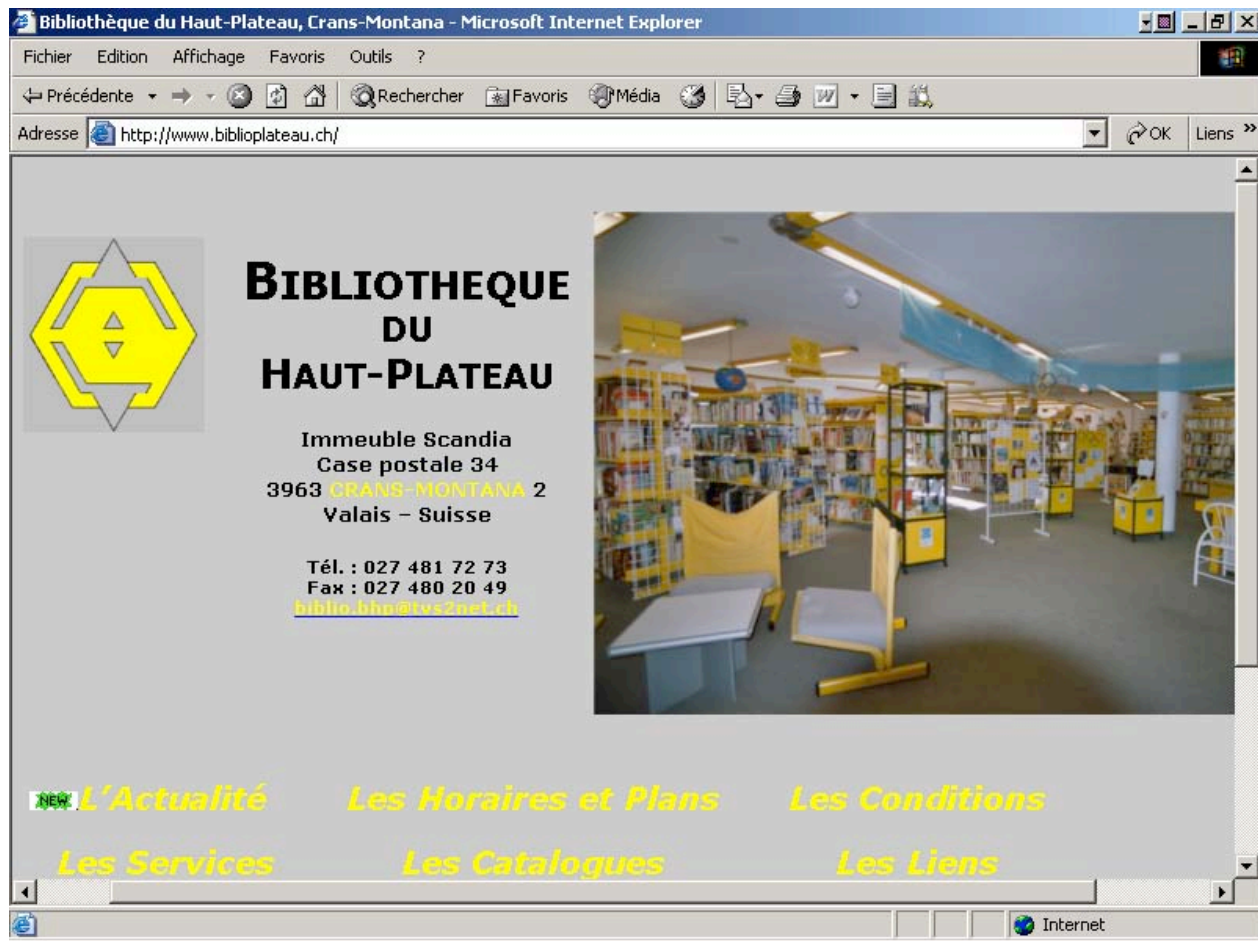 Bibliothèque du Haut-Plateau, Crans-Montana - Microsoft Internet Explorer
Fichier Edition Affichage Favoris Outils ?
Précédente Rechercher Favoris Média
Adresse http://www.biblioplateau.ch/ OK Liens »
BIBLIOTHEQUE
DU
HAUT-PLATEAU
Immeuble Scandia
Case postale 34
3963 CRANS-MONTANA 2
Valais – Suisse
Tél. : 027 481 72 73
Fax : 027 480 20 49
biblio.bhp@tvs2net.ch
NEW L'Actualité Les Horaires et Plans Les Conditions
Les Services Les Catalogues Les Liens
Internet